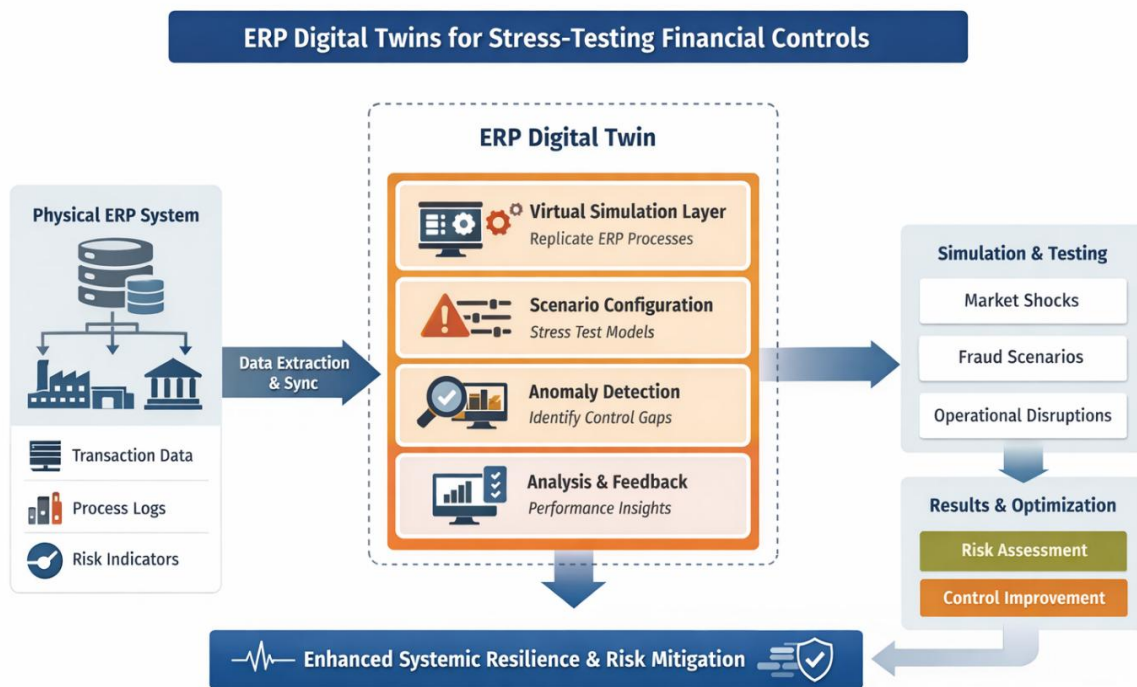 ERP Digital Twins for Stress-Testing Financial Controls
Physical ERP System
Transaction Data
Process Logs
Risk Indicators
Data Extraction
& Sync
ERP Digital Twin
Virtual Simulation Layer
Replicate ERP Processes
Scenario Configuration
Stress Test Models
Anomaly Detection
Identify Control Gaps
Analysis & Feedback
Performance Insights
Simulation & Testing
Market Shocks
Fraud Scenarios
Operational Disruptions
Results & Optimization
Risk Assessment
Control Improvement
Enhanced Systemic Resilience & Risk Mitigation